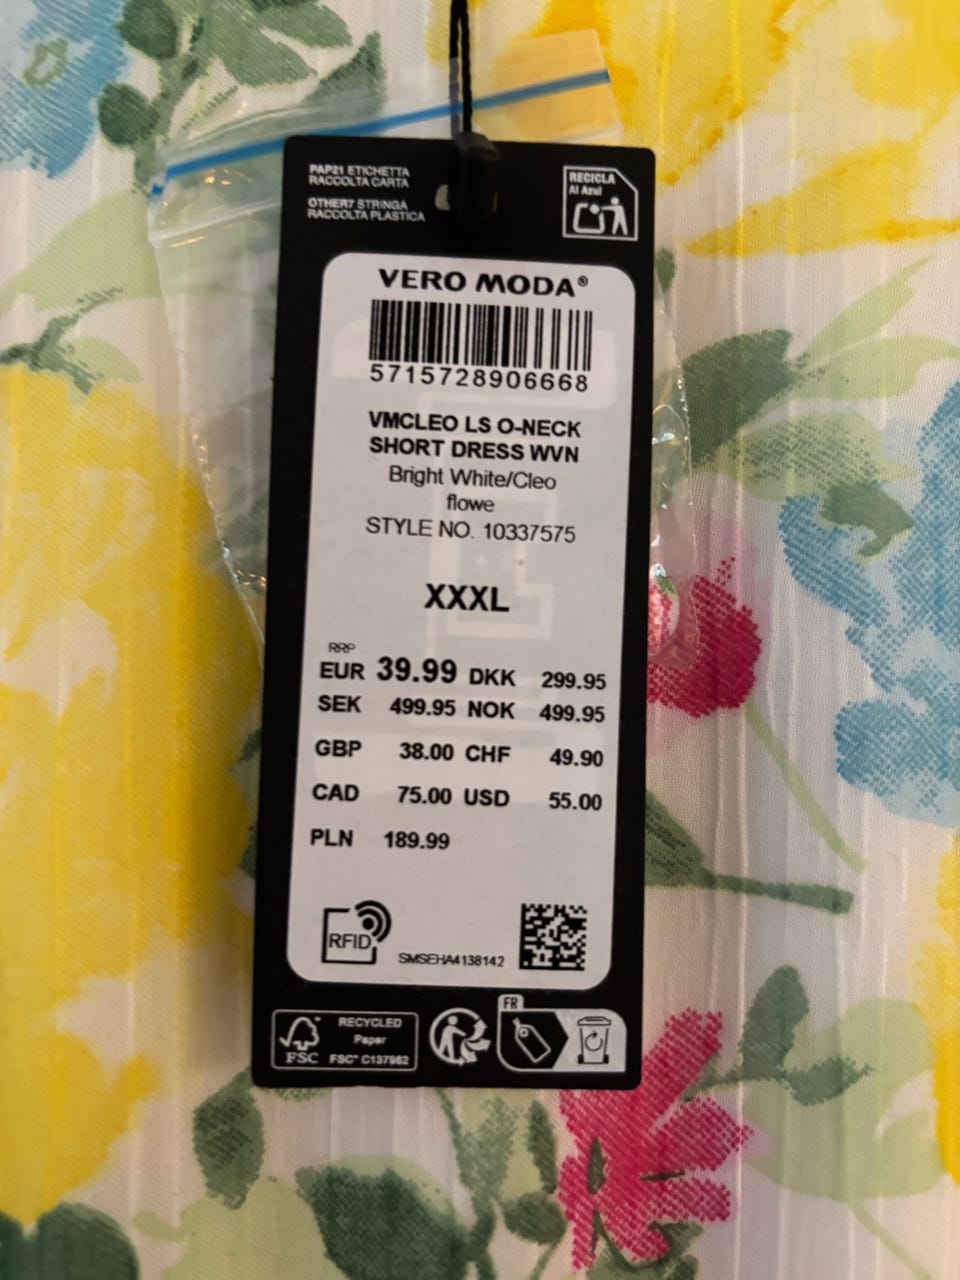 PAP21 ETICHETTA
RACCOLTA CARTA
OTHER7 STRINGA
RACCOLTA PLASTICA
RECICLA
Al Azul
VERO MODA®
5715728906668
VMCLEO LS O-NECK
SHORT DRESS WVN
Bright White/Cleo
flowe
STYLE NO. 10337575
XXXL
RRP
EUR 39.99 DKK 299.95
SEK 499.95 NOK 499.95
GBP 38.00 CHF 49.90
CAD 75.00 USD 55.00
PLN 189.99
RFID
SMSEHA4138142
FSC
RECYCLED
Paper
FSC® C137982
FR